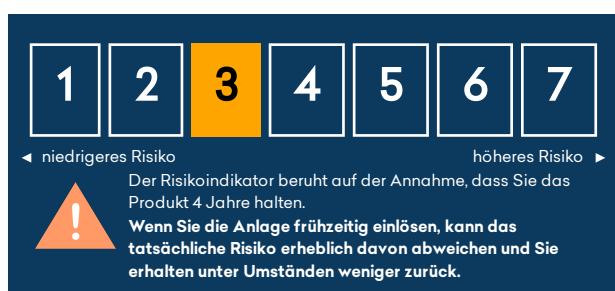 1 2 3 4 5 6 7
◄ niedrigeres Risiko höheres Risiko ►
Der Risikoindikator beruht auf der Annahme, dass Sie das
Produkt 4 Jahre halten.
Wenn Sie die Anlage frühzeitig einlösen, kann das
tatsächliche Risiko erheblich davon abweichen und Sie
erhalten unter Umständen weniger zurück.